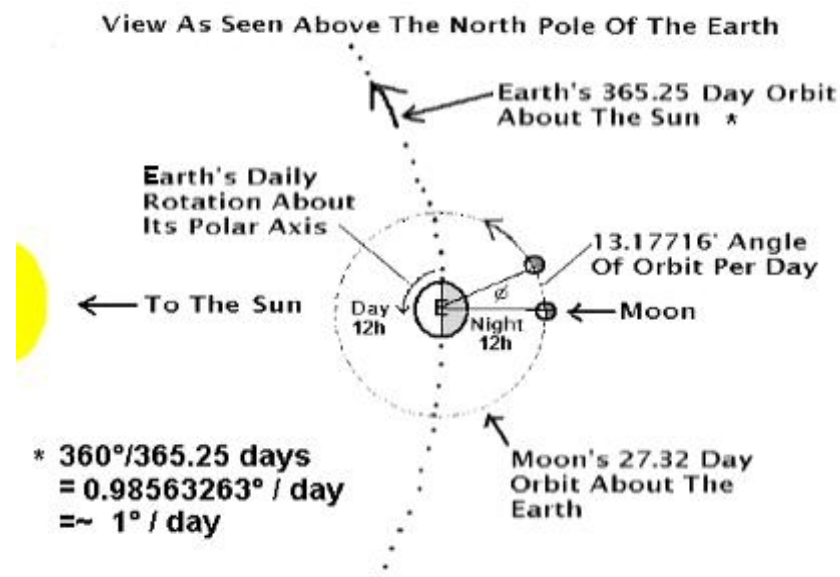 View As Seen Above The North Pole Of The Earth
Earth's 365.25 Day Orbit
About The Sun *
Earth's Daily
Rotation About
Its Polar Axis
13.17716' Angle
Of Orbit Per Day
To The Sun
Day
12h
E
ø
Night
12h
Moon
* 360°/365.25 days
= 0.98563263° / day
=~ 1° / day
Moon's 27.32 Day
Orbit About The
Earth